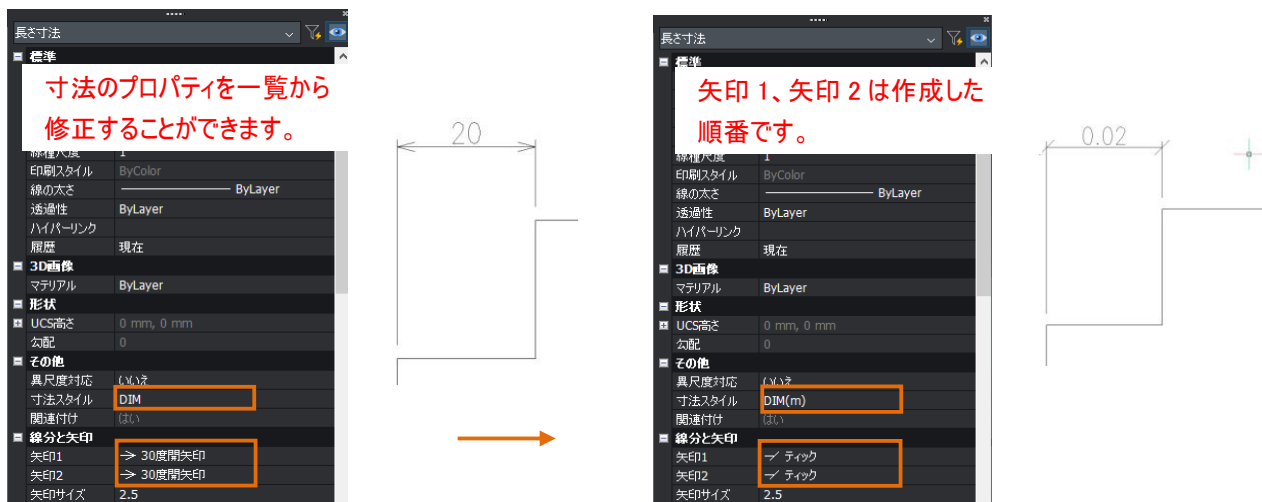 長さ寸法
標準
寸法のプロパティを一覧から
修正することができます。
線種尺度 1
印刷スタイル ByColor
線の太さ ByLayer
透過性 ByLayer
ハイパーリンク
履歴 現在
3D画像
マテリアル ByLayer
形状
UCS高さ 0 mm, 0 mm
勾配 0
その他
異尺度対応 いいえ
寸法スタイル DIM
関連付け はい
線分と矢印
矢印1 30度開矢印
矢印2 30度開矢印
矢印サイズ 2.5
20
長さ寸法
標準
矢印 1、矢印 2 は作成した
順番です。
線種尺度 1
印刷スタイル ByColor
線の太さ ByLayer
透過性 ByLayer
ハイパーリンク
履歴 現在
3D画像
マテリアル ByLayer
形状
UCS高さ 0 mm, 0 mm
勾配 0
その他
異尺度対応 いいえ
寸法スタイル DIM(m)
関連付け はい
線分と矢印
矢印1 ティック
矢印2 ティック
矢印サイズ 2.5
0.02